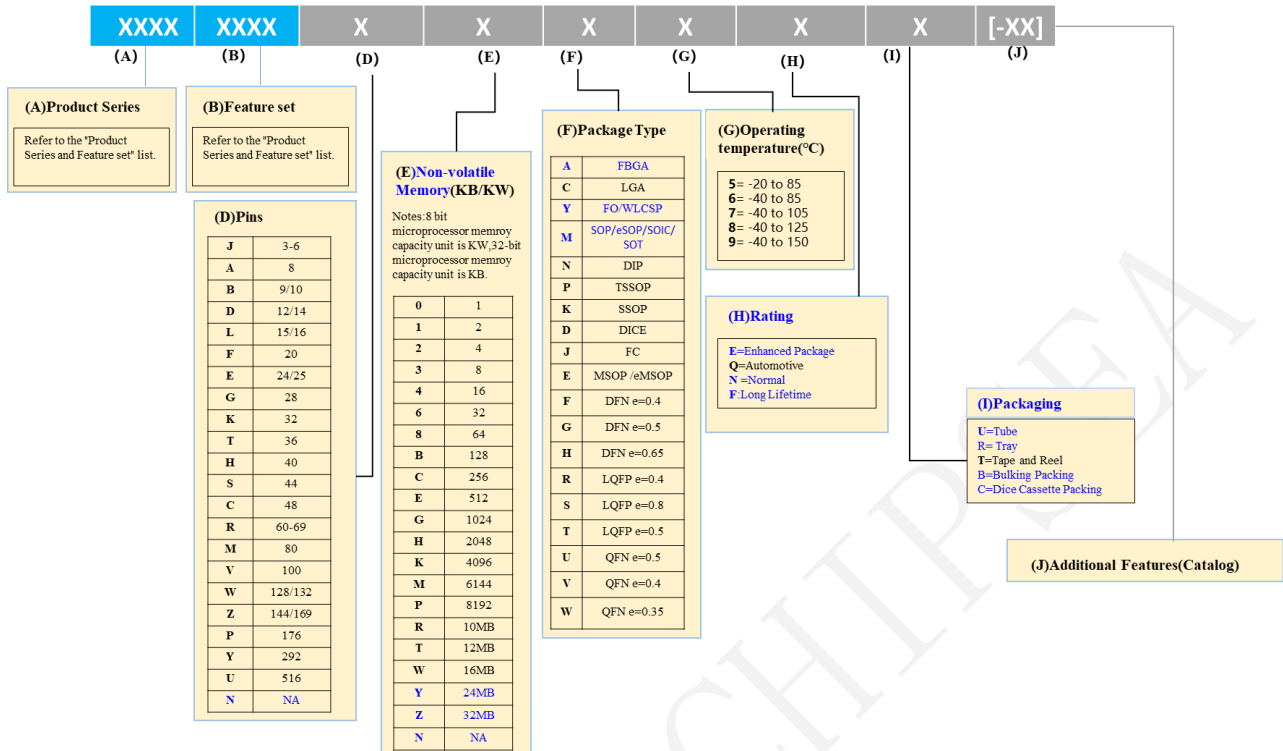 XXXX XXXX X X X X X X [-XX]
(A) (B) (D) (E) (F) (G) (H) (I) (J)
(A)Product Series
Refer to the "Product
Series and Feature set" list.
(B)Feature set
Refer to the "Product
Series and Feature set" list.
(D)Pins
J 3-6
A 8
B 9/10
D 12/14
L 15/16
F 20
E 24/25
G 28
K 32
T 36
H 40
S 44
C 48
R 60-69
M 80
V 100
W 128/132
Z 144/169
P 176
Y 292
U 516
N NA
(E)Non-volatile
Memory(KB/KW)
Notes:8 bit
microprocessor memroy
capacity unit is KW,32-bit
microprocessor memroy
capacity unit is KB.
0 1
1 2
2 4
3 8
4 16
6 32
8 64
B 128
C 256
E 512
G 1024
H 2048
K 4096
M 6144
P 8192
R 10MB
T 12MB
W 16MB
Y 24MB
Z 32MB
N NA
(F)Package Type
A FBGA
C LGA
Y FO/WLCSP
M SOP/eSOP/SOIC/
SOT
N DIP
P TSSOP
K SSOP
D DICE
J FC
E MSOP /eMSOP
F DFN e=0.4
G DFN e=0.5
H DFN e=0.65
R LQFP e=0.4
S LQFP e=0.8
T LQFP e=0.5
U QFN e=0.5
V QFN e=0.4
W QFN e=0.35
(G)Operating
temperature(°C)
5= -20 to 85
6= -40 to 85
7= -40 to 105
8= -40 to 125
9= -40 to 150
(H)Rating
E=Enhanced Package
Q=Automotive
N =Normal
F:Long Lifetime
(I)Packaging
U=Tube
R= Tray
T=Tape and Reel
B=Bulking Packing
C=Dice Cassette Packing
(J)Additional Features(Catalog)
CHIPSEA